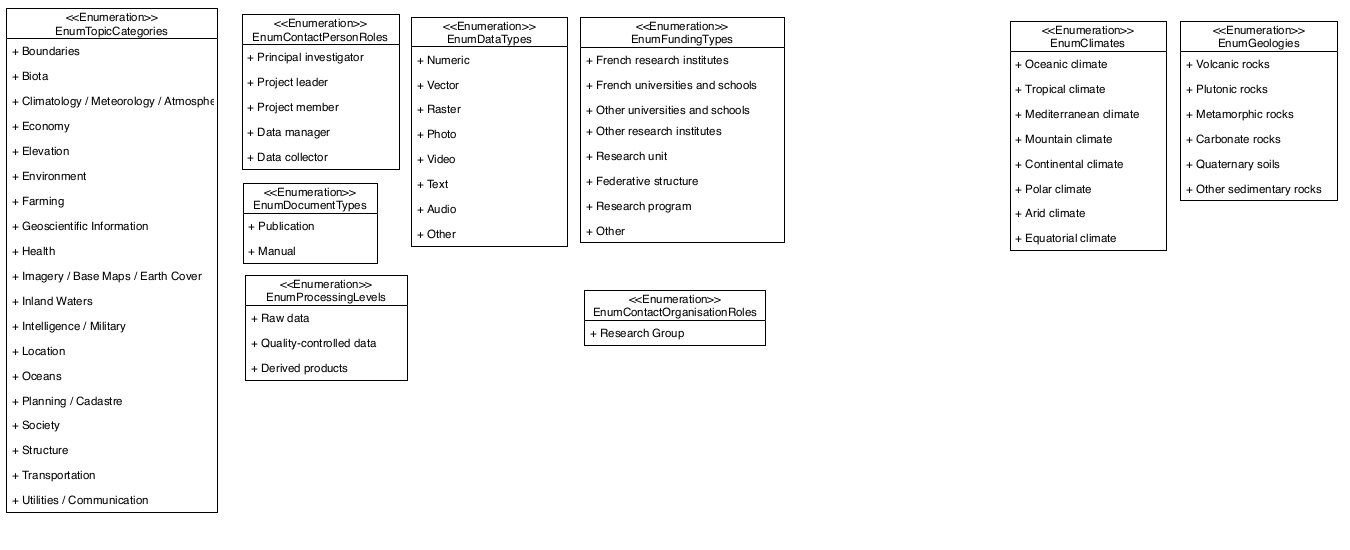 <<Enumeration>>
EnumTopicCategories
+ Boundaries
+ Biota
+ Climatology / Meteorology / Atmosphe
+ Economy
+ Elevation
+ Environment
+ Farming
+ Geoscientific Information
+ Health
+ Imagery / Base Maps / Earth Cover
+ Inland Waters
+ Intelligence / Military
+ Location
+ Oceans
+ Planning / Cadastre
+ Society
+ Structure
+ Transportation
+ Utilities / Communication
<<Enumeration>>
EnumContactPersonRoles
+ Principal investigator
+ Project leader
+ Project member
+ Data manager
+ Data collector
<<Enumeration>>
EnumDocumentTypes
+ Publication
+ Manual
<<Enumeration>>
EnumProcessingLevels
+ Raw data
+ Quality-controlled data
+ Derived products
<<Enumeration>>
EnumDataTypes
+ Numeric
+ Vector
+ Raster
+ Photo
+ Video
+ Text
+ Audio
+ Other
<<Enumeration>>
EnumFundingTypes
+ French research institutes
+ French universities and schools
+ Other universities and schools
+ Other research institutes
+ Research unit
+ Federative structure
+ Research program
+ Other
<<Enumeration>>
EnumContactOrganisationRoles
+ Research Group
<<Enumeration>>
EnumClimates
+ Oceanic climate
+ Tropical climate
+ Mediterranean climate
+ Mountain climate
+ Continental climate
+ Polar climate
+ Arid climate
+ Equatorial climate
<<Enumeration>>
EnumGeologies
+ Volcanic rocks
+ Plutonic rocks
+ Metamorphic rocks
+ Carbonate rocks
+ Quaternary soils
+ Other sedimentary rocks